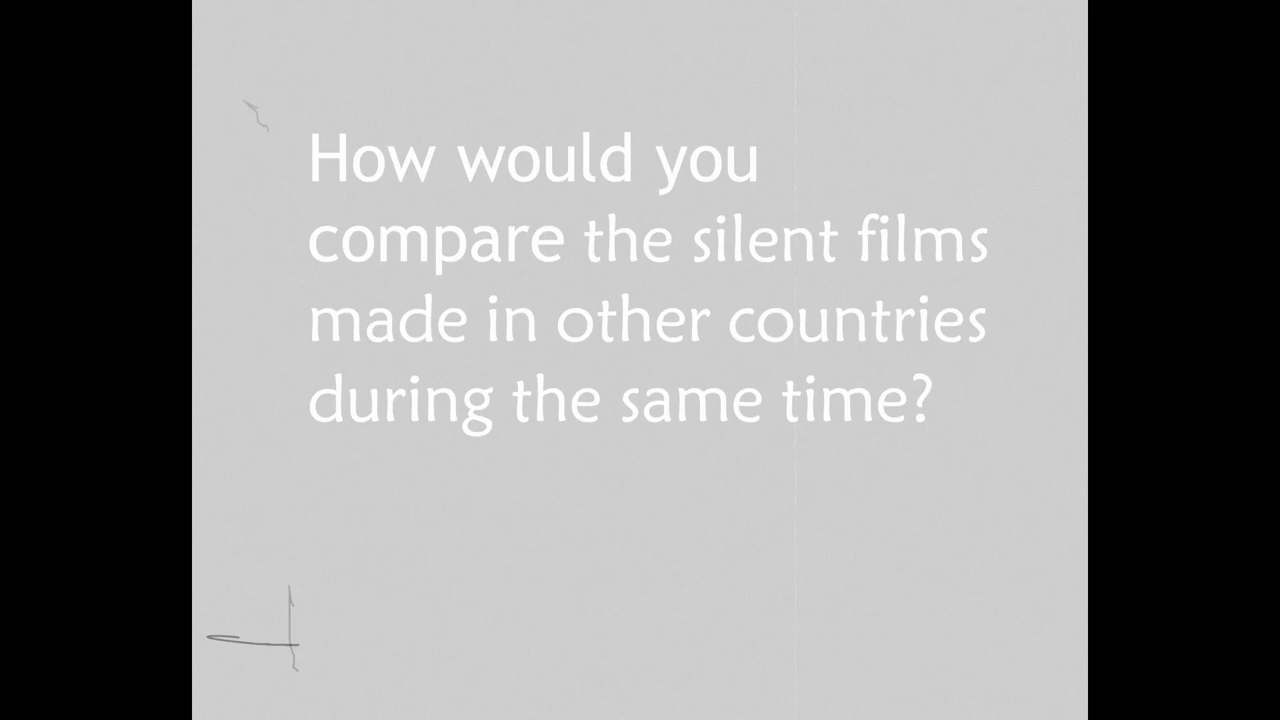 How would you
compare the silent films
made in other countries
during the same time?